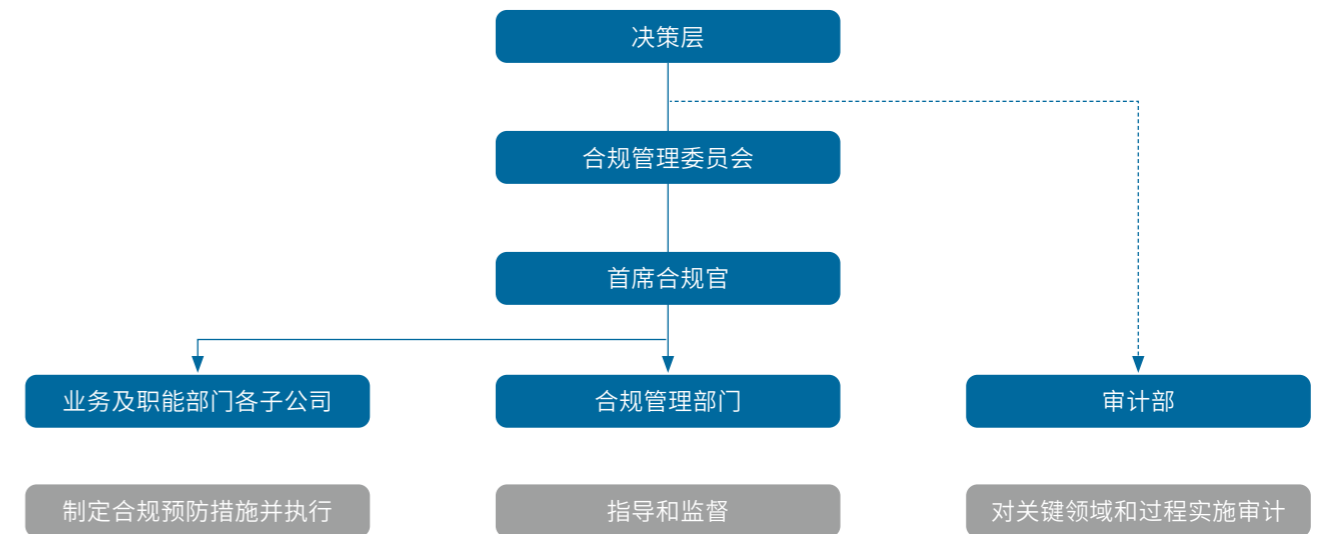 决策层
合规管理委员会
首席合规官
业务及职能部门各子公司
合规管理部门
审计部
制定合规预防措施并执行
指导和监督
对关键领域和过程实施审计